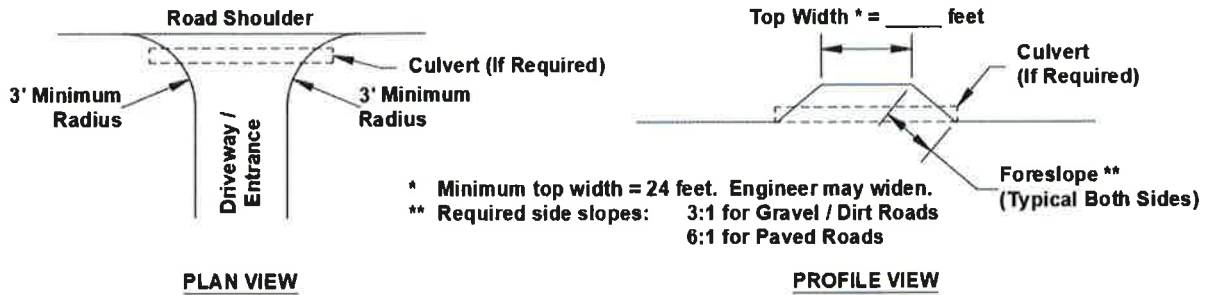 Road Shoulder
Culvert (If Required)
3' Minimum
Radius
3' Minimum
Radius
Driveway /
Entrance
PLAN VIEW
Top Width * = _____ feet
Culvert
(If Required)
Foreslope **
(Typical Both Sides)
* Minimum top width = 24 feet. Engineer may widen.
** Required side slopes: 3:1 for Gravel / Dirt Roads
6:1 for Paved Roads
PROFILE VIEW